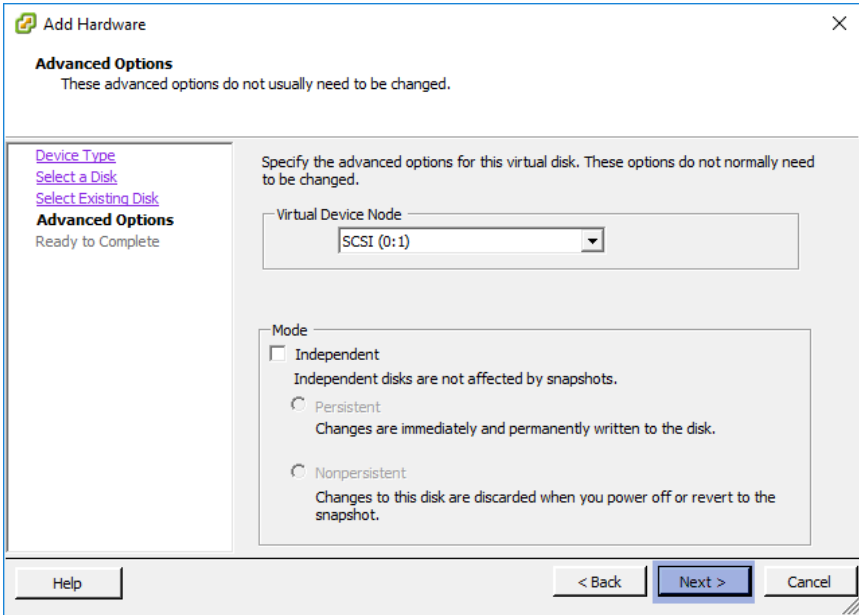 Add Hardware
Advanced Options
These advanced options do not usually need to be changed.
Device Type
Select a Disk
Select Existing Disk
Advanced Options
Ready to Complete
Specify the advanced options for this virtual disk. These options do not normally need
to be changed.
Virtual Device Node
SCSI (0:1)
Mode
Independent
Independent disks are not affected by snapshots.
Persistent
Changes are immediately and permanently written to the disk.
Nonpersistent
Changes to this disk are discarded when you power off or revert to the
snapshot.
Help
< Back
Next >
Cancel